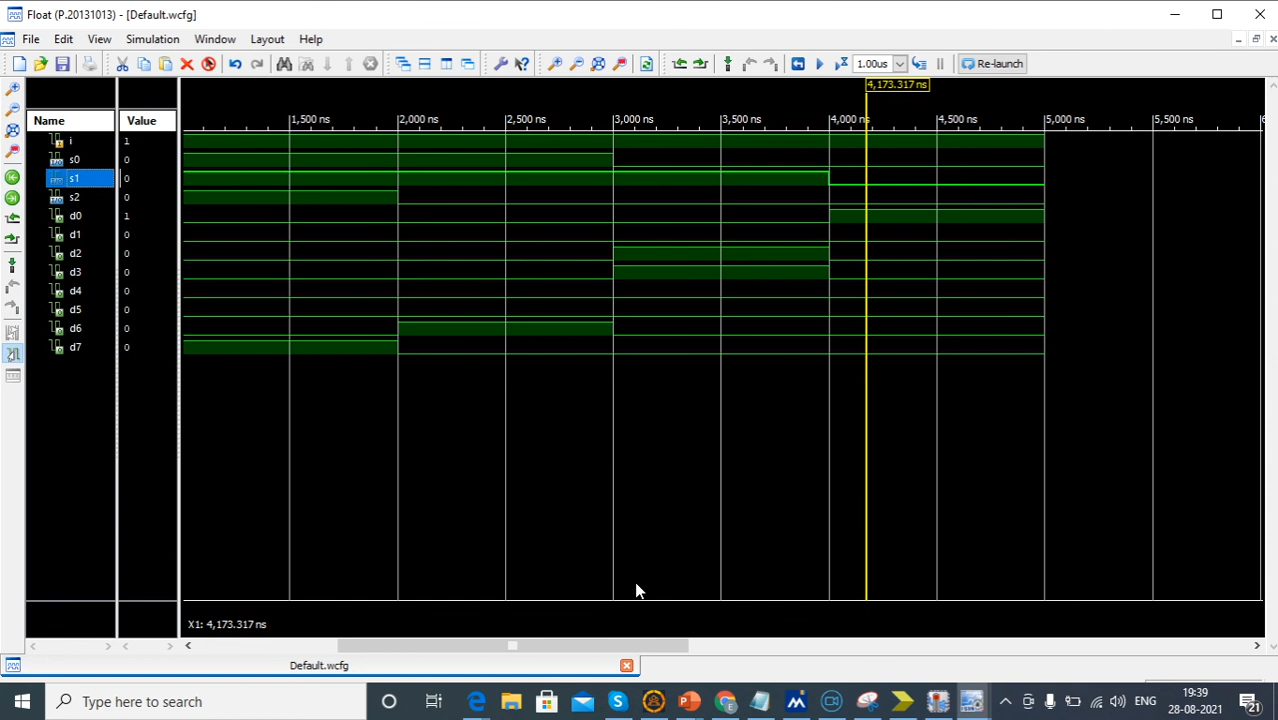 Float (P.20131013) - [Default.wcfg]
File Edit View Simulation Window Layout Help
1.00us Re-launch
4,173.317 ns
Name Value
1,500 ns 2,000 ns 2,500 ns 3,000 ns 3,500 ns 4,000 ns 4,500 ns 5,000 ns 5,500 ns
i 1
s0 0
s1 0
s2 0
d0 1
d1 0
d2 0
d3 0
d4 0
d5 0
d6 0
d7 0
X1: 4,173.317 ns
Default.wcfg
Type here to search
ENG
19:39
28-08-2021
21